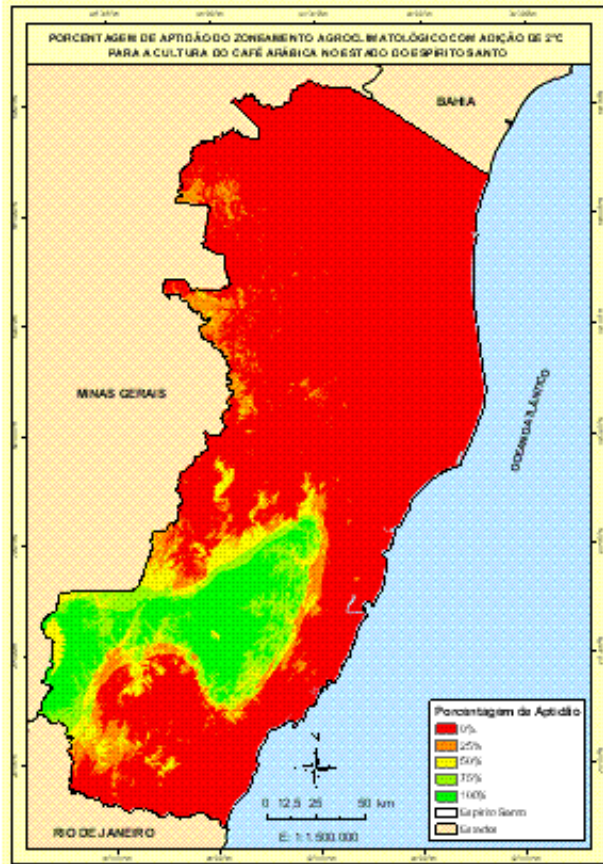 PORCENTAGEM DE APTIDÃO DO ZONEAMENTO AGROCLIMATOLÓGICO COM ADIÇÃO DE 2°C
PARA A CULTURA DO CAFÉ ARÁBICA NO ESTADO DO ESPÍRITO SANTO
BAHIA
MINAS GERAIS
OCEANO ATLÂNTICO
Porcentagem de Aptidão
0%
25%
50%
75%
100%
Espírito Santo
Estados
0 12,5 25 50 km
E: 1:1.500.000
RIO DE JANEIRO